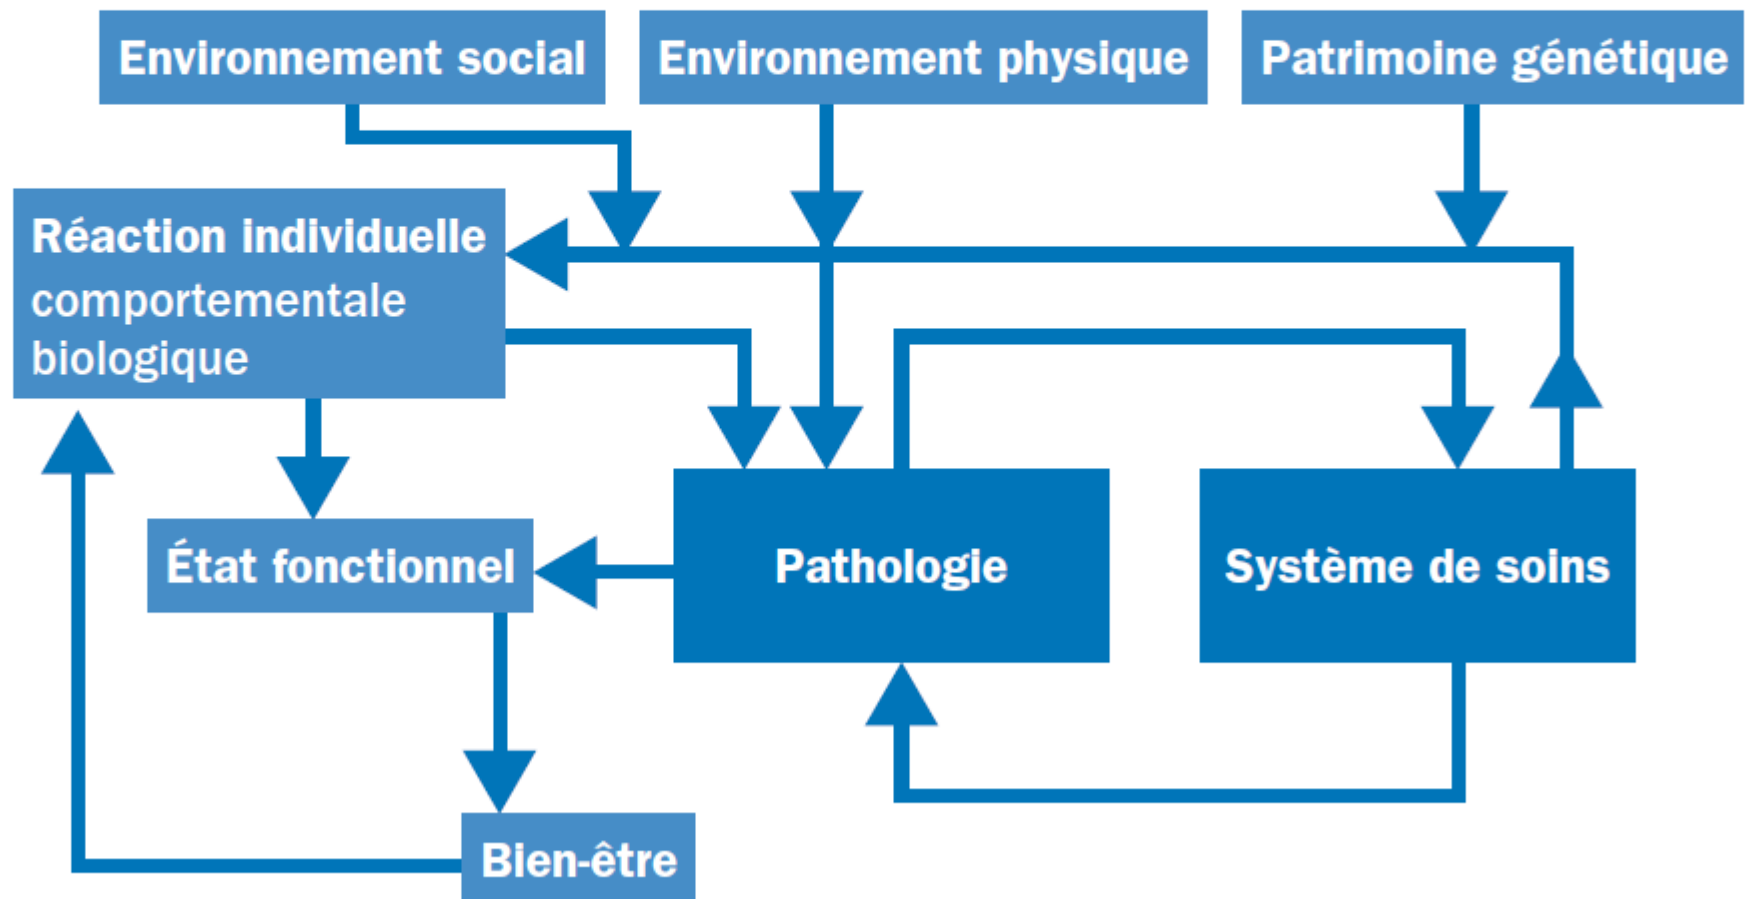 Environnement social
Environnement physique
Patrimoine génétique
Réaction individuelle
comportementale
biologique
État fonctionnel
Pathologie
Système de soins
Bien-être